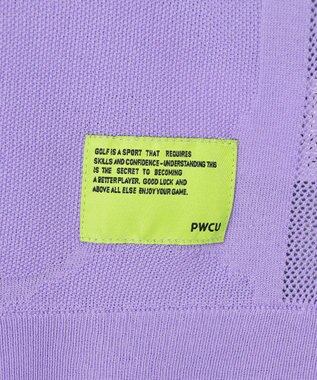 GOLF IS A SPORT THAT REQUIRES
SKILLS AND CONFIDENCE-UNDERSTANDING THIS
IS THE SECRET TO BECOMING
A BETTER PLAYER. GOOD LUCK AND
ABOVE ALL ELSE ENJOY YOUR GAME.
PWCU